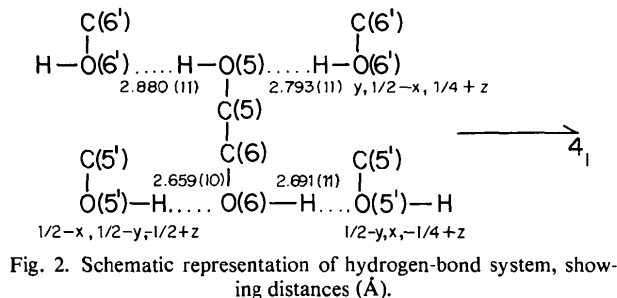 C(6') C(6')
H–O(6').....H–O(5).....H–O(6')
2.880 (11) 2.793(11) y, 1/2–x, 1/4 + z
C(5)
C(5') C(6) C(5')
2.659(10) 2.691(11) 4₁
O(5')–H.....O(6)–H....O(5')–H
1/2-x, 1/2-y,-1/2+z 1/2-y,x,-1/4+z
Fig. 2. Schematic representation of hydrogen-bond system, show-
ing distances (Å).